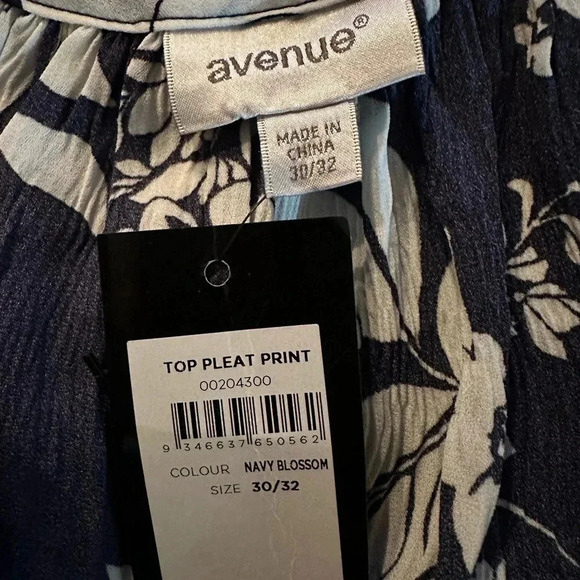 avenue®
MADE IN
CHINA
30/32
TOP PLEAT PRINT
00204300
9 346637 650562
COLOUR NAVY BLOSSOM
SIZE 30/32